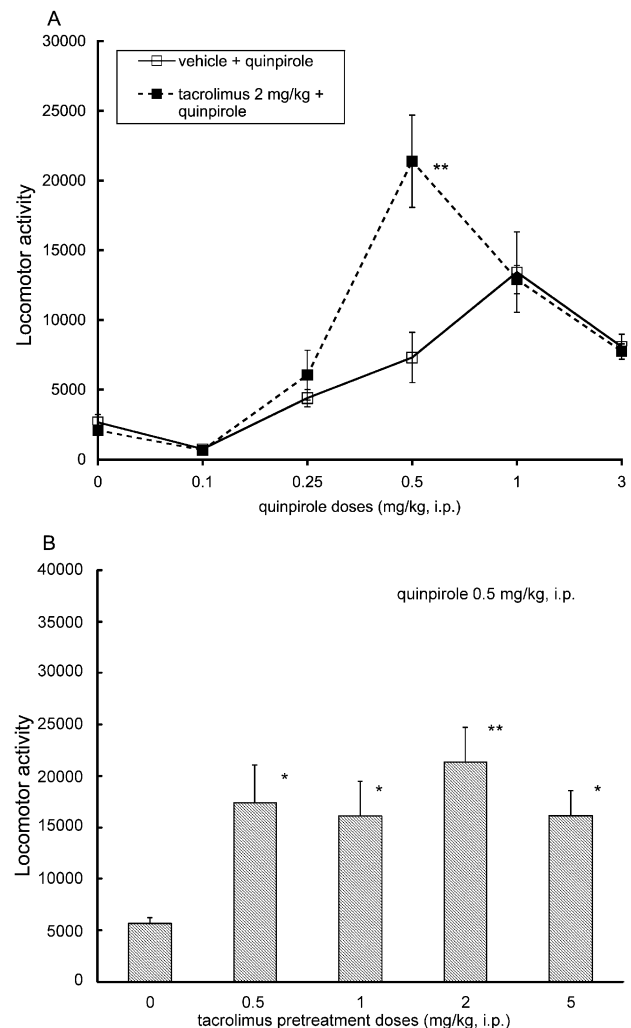 A
30000
25000
20000
15000
10000
5000
0
Locomotor activity
vehicle + quinpirole
tacrolimus 2 mg/kg +
quinpirole
**
0 0.1 0.25 0.5 1 3
quinpirole doses (mg/kg, i.p.)
B
40000
35000
30000
25000
20000
15000
10000
5000
0
Locomotor activity
quinpirole 0.5 mg/kg, i.p.
* * ** *
0 0.5 1 2 5
tacrolimus pretreatment doses (mg/kg, i.p.)